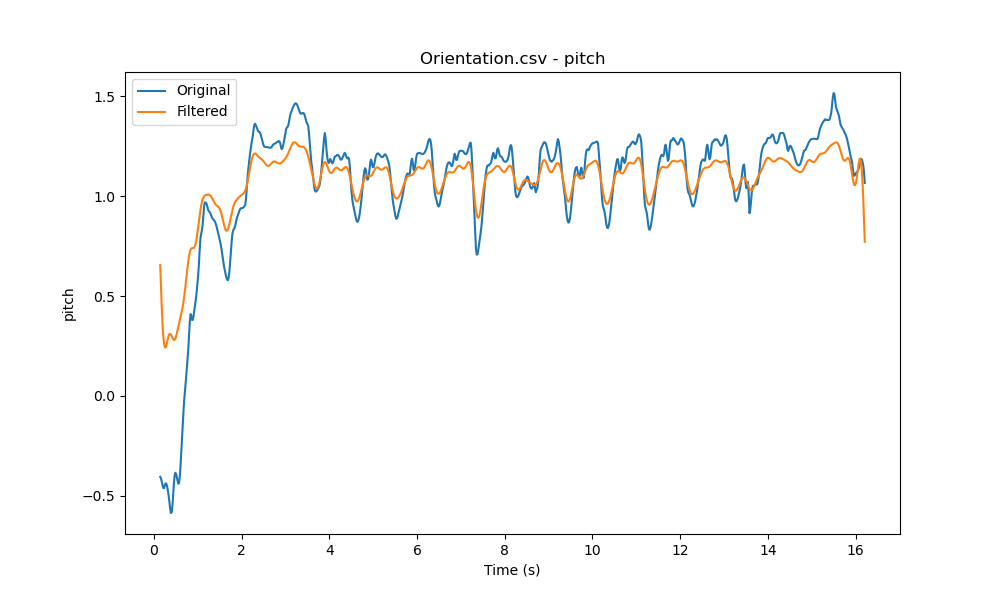 Orientation.csv - pitch
Original
Filtered
1.5
1.0
0.5
0.0
−0.5
pitch
0 2 4 6 8 10 12 14 16
Time (s)